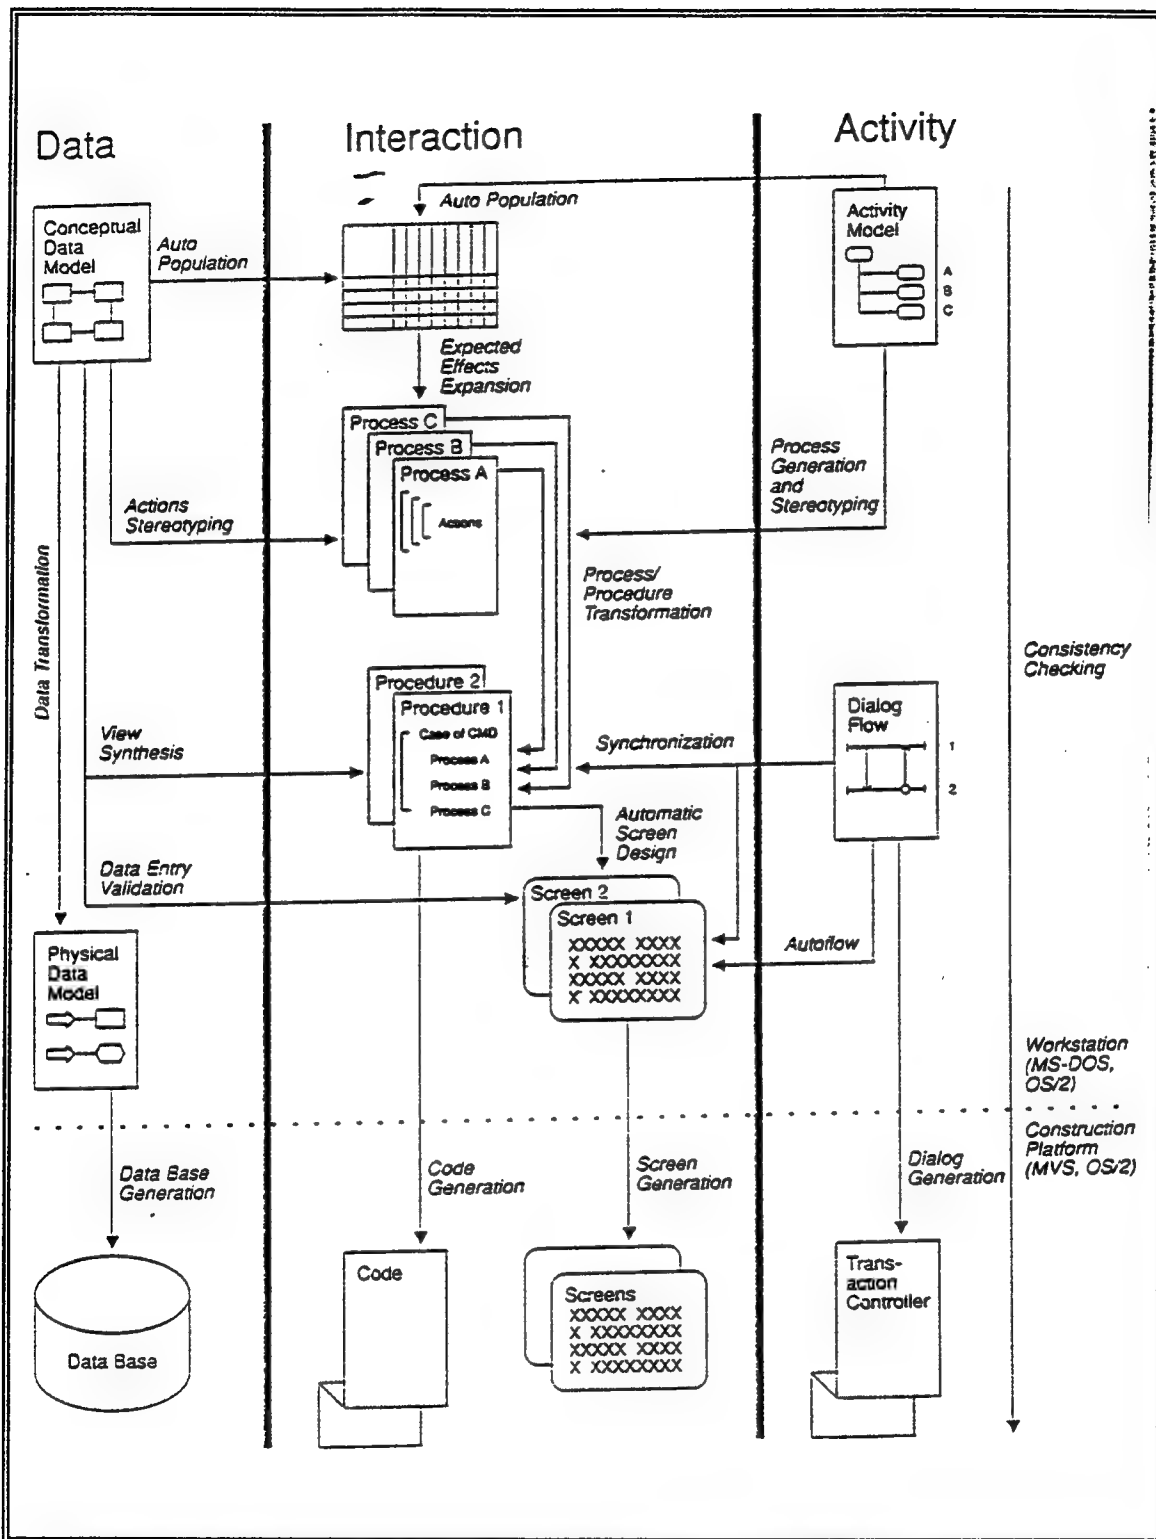 Data
Interaction
Activity
Auto Population
Conceptual
Data
Model
Auto
Population
Activity
Model
A
B
C
Expected
Effects
Expansion
Process C
Process B
Process A
Actions
Process
Generation
and
Stereotyping
Actions
Stereotyping
Data Transformation
Process/
Procedure
Transformation
Consistency
Checking
Procedure 2
Procedure 1
Case of CMD
Process A
Process B
Process C
View
Synthesis
Synchronization
Dialog
Flow
1
2
Automatic
Screen
Design
Data Entry
Validation
Screen 2
Screen 1
XXXXX XXXX
X XXXXXXXX
XXXXX XXXX
X XXXXXXXX
Autoflow
Physical
Data
Model
Workstation
(MS-DOS,
OS/2)
Construction
Platform
(MVS, OS/2)
Data Base
Generation
Code
Generation
Screen
Generation
Dialog
Generation
Data Base
Code
Screens
XXXXX XXXX
X XXXXXXXX
XXXXX XXXX
X XXXXXXXX
Trans-
action
Controller